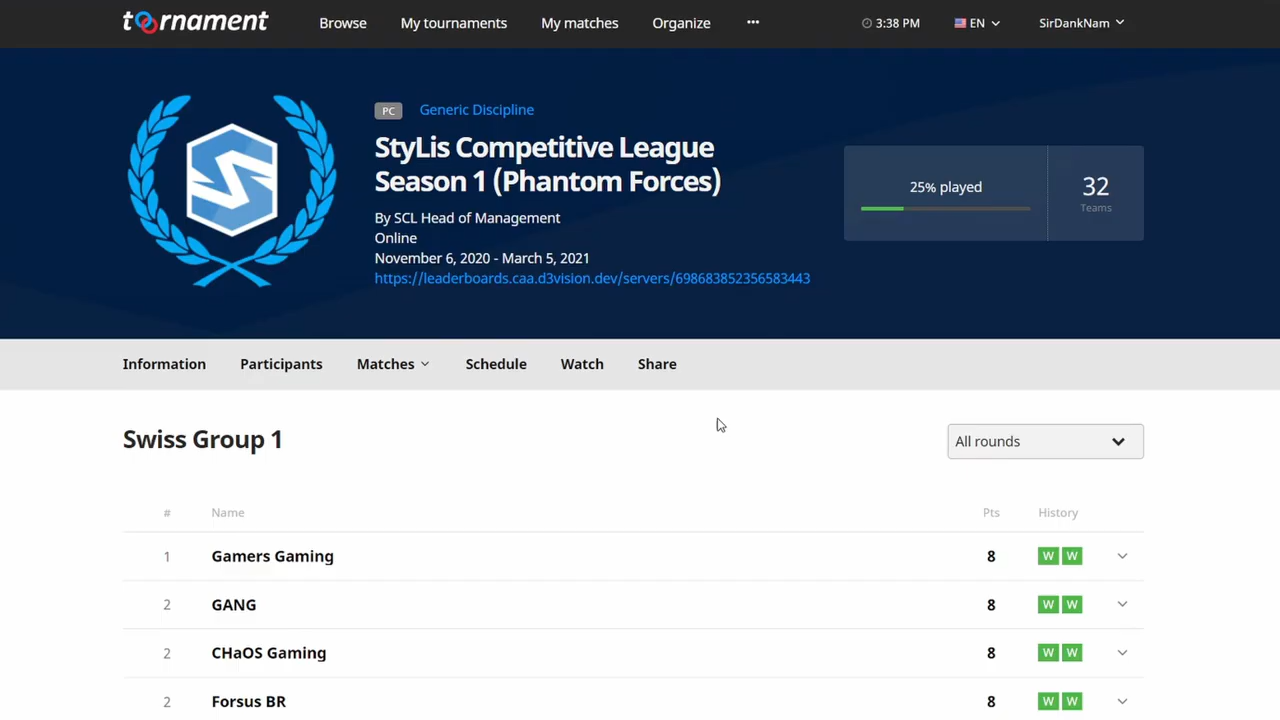 tornament
Browse
My tournaments
My matches
Organize
•••
3:38 PM
EN
SirDankNam
PC
Generic Discipline
StyLis Competitive League
Season 1 (Phantom Forces)
By SCL Head of Management
Online
November 6, 2020 - March 5, 2021
https://leaderboards.caa.d3vision.dev/servers/698683852356583443
25% played
32
Teams
Information
Participants
Matches
Schedule
Watch
Share
Swiss Group 1
All rounds
# Name Pts History
1 Gamers Gaming 8 W W
2 GANG 8 W W
2 CHaOS Gaming 8 W W
2 Forsus BR 8 W W